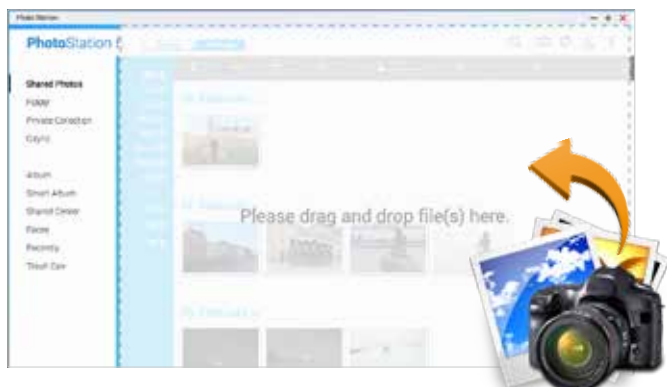 Photo Station
PhotoStation
Shared Photos
Folder
Private Collection
Qsync
Album
Smart Album
Shared Center
Faces
Recently
Trash Can
Please drag and drop file(s) here.